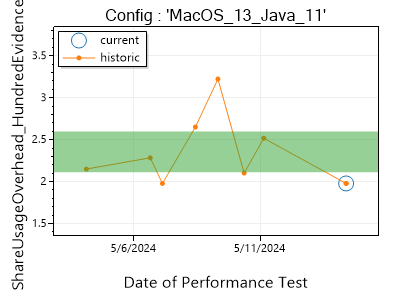 Config : 'MacOS_13_Java_11'
ShareUsageOverhead_HundredEvidence
current
historic
3.5
3
2.5
2
1.5
5/6/2024
5/11/2024
Date of Performance Test